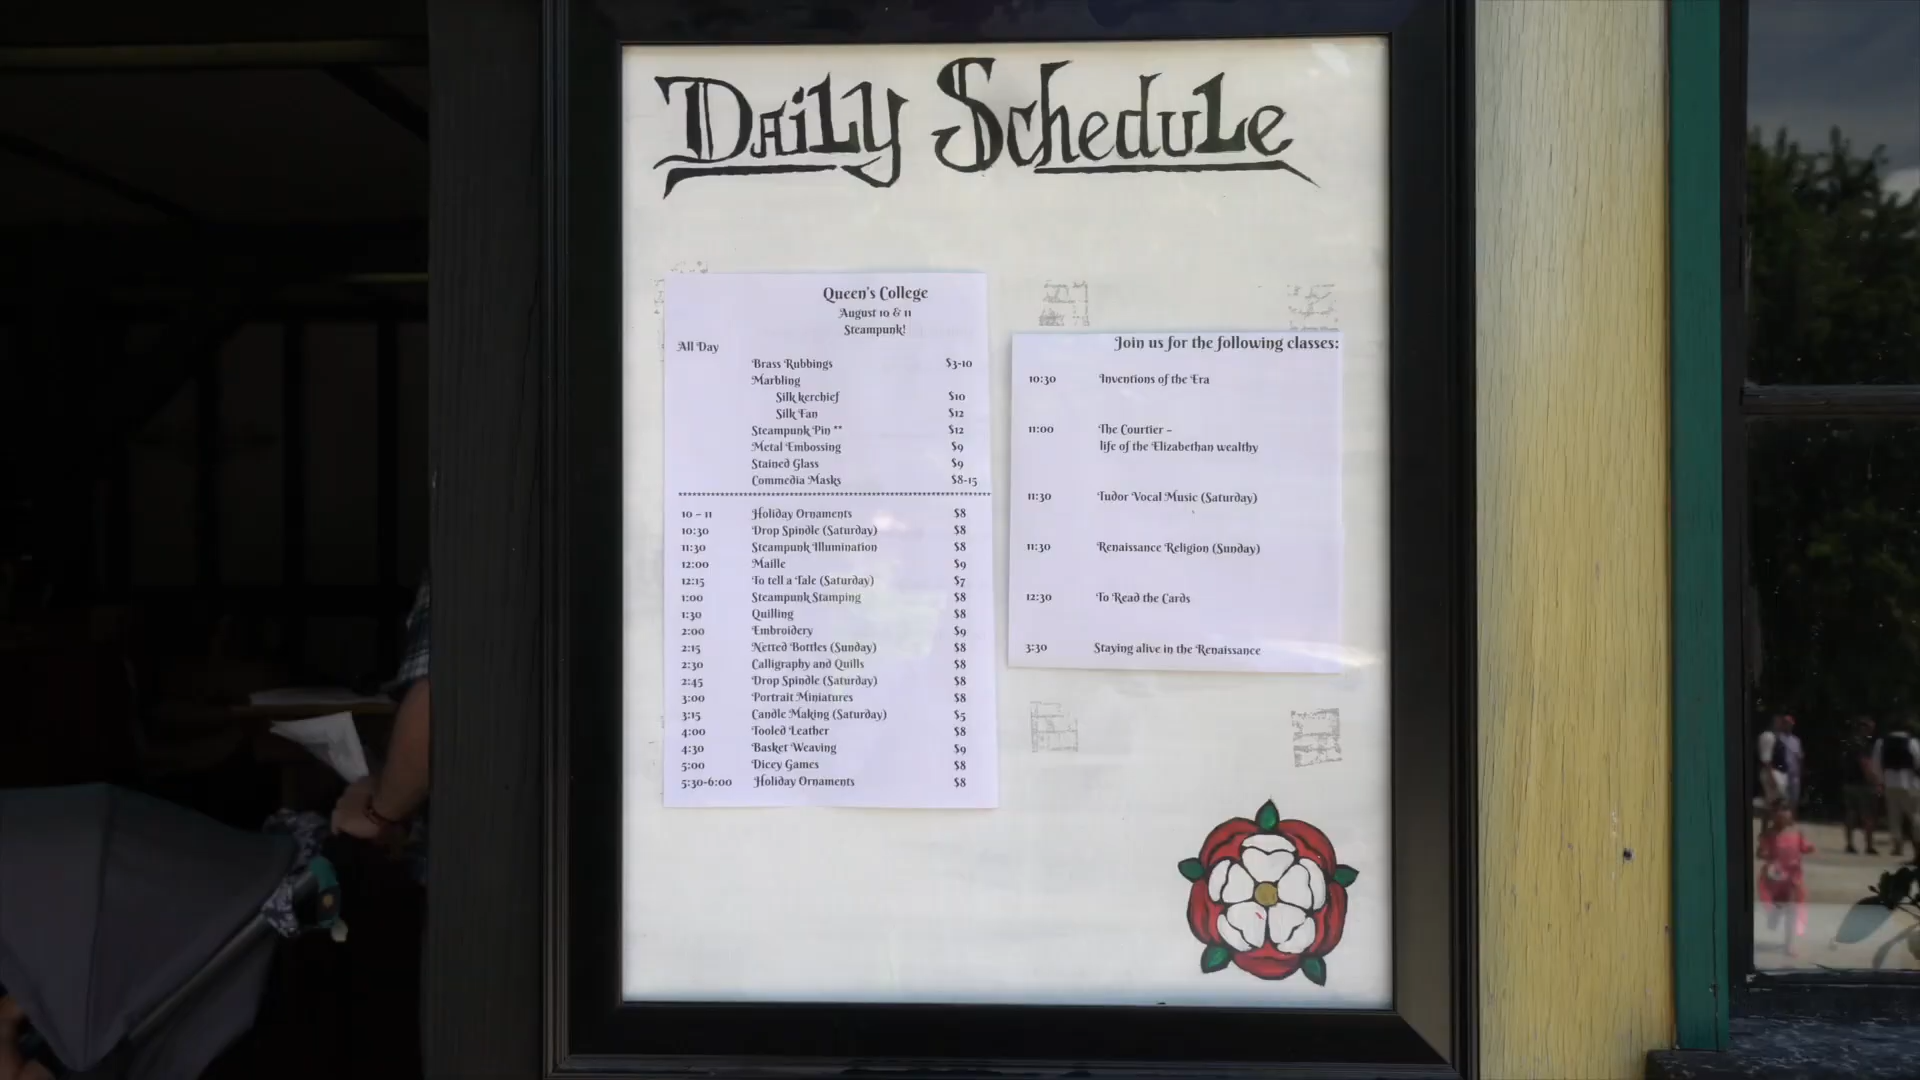 Daily Schedule
Queen's College
August 10 & 11
Steampunk!
All Day
Brass Rubbings $3-10
Marbling
Silk kerchief $10
Silk Fan $12
Steampunk Pin ** $12
Metal Embossing $9
Stained Glass $9
Commedia Masks $8-15
10 - 11 Holiday Ornaments $8
10:30 Drop Spindle (Saturday) $8
11:30 Steampunk Illumination $8
12:00 Maille $9
12:15 To tell a Tale (Saturday) $7
1:00 Steampunk Stamping $8
1:30 Quilling $8
2:00 Embroidery $9
2:15 Netted Bottles (Sunday) $8
2:30 Calligraphy and Quills $8
2:45 Drop Spindle (Saturday) $8
3:00 Portrait Miniatures $8
3:15 Candle Making (Saturday) $5
4:00 Tooled Leather $8
4:30 Basket Weaving $9
5:00 Dicey Games $8
5:30-6:00 Holiday Ornaments $8
Join us for the following classes:
10:30 Inventions of the Era
11:00 The Courtier -
life of the Elizabethan wealthy
11:30 Tudor Vocal Music (Saturday)
11:30 Renaissance Religion (Sunday)
12:30 To Read the Cards
3:30 Staying alive in the Renaissance